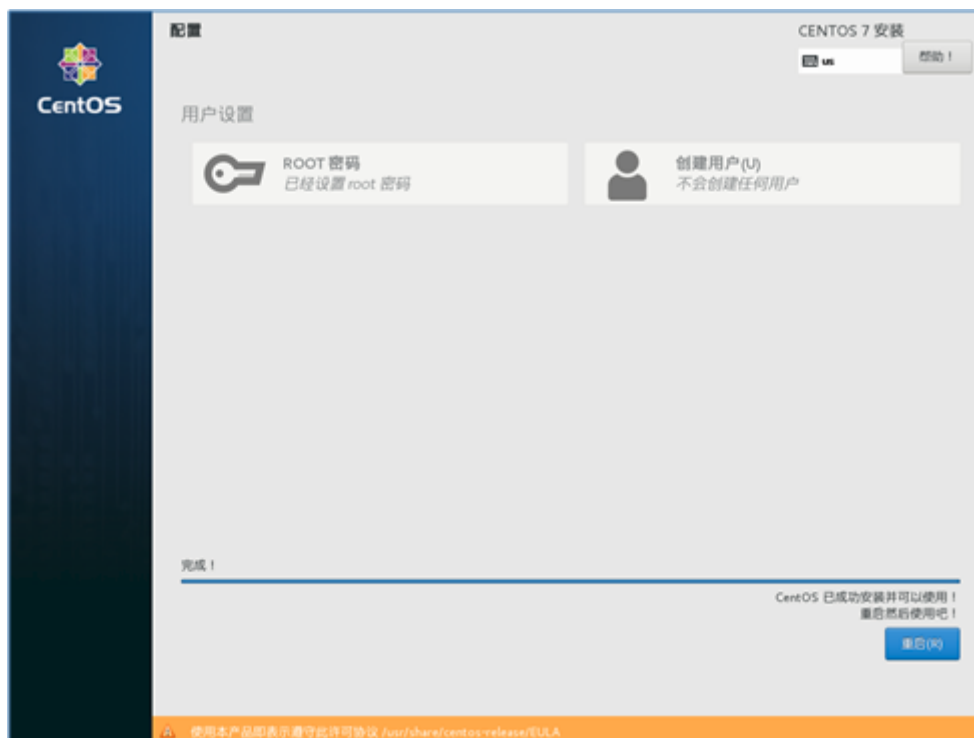 配置
CENTOS 7 安装
us
帮助！
CentOS
用户设置
ROOT 密码
已经设置 root 密码
创建用户(U)
不会创建任何用户
完成！
CentOS 已成功安装并可以使用！
重启然后使用吧！
重启(R)
使用本产品即表示遵守此许可协议 /usr/share/centos-release/EULA